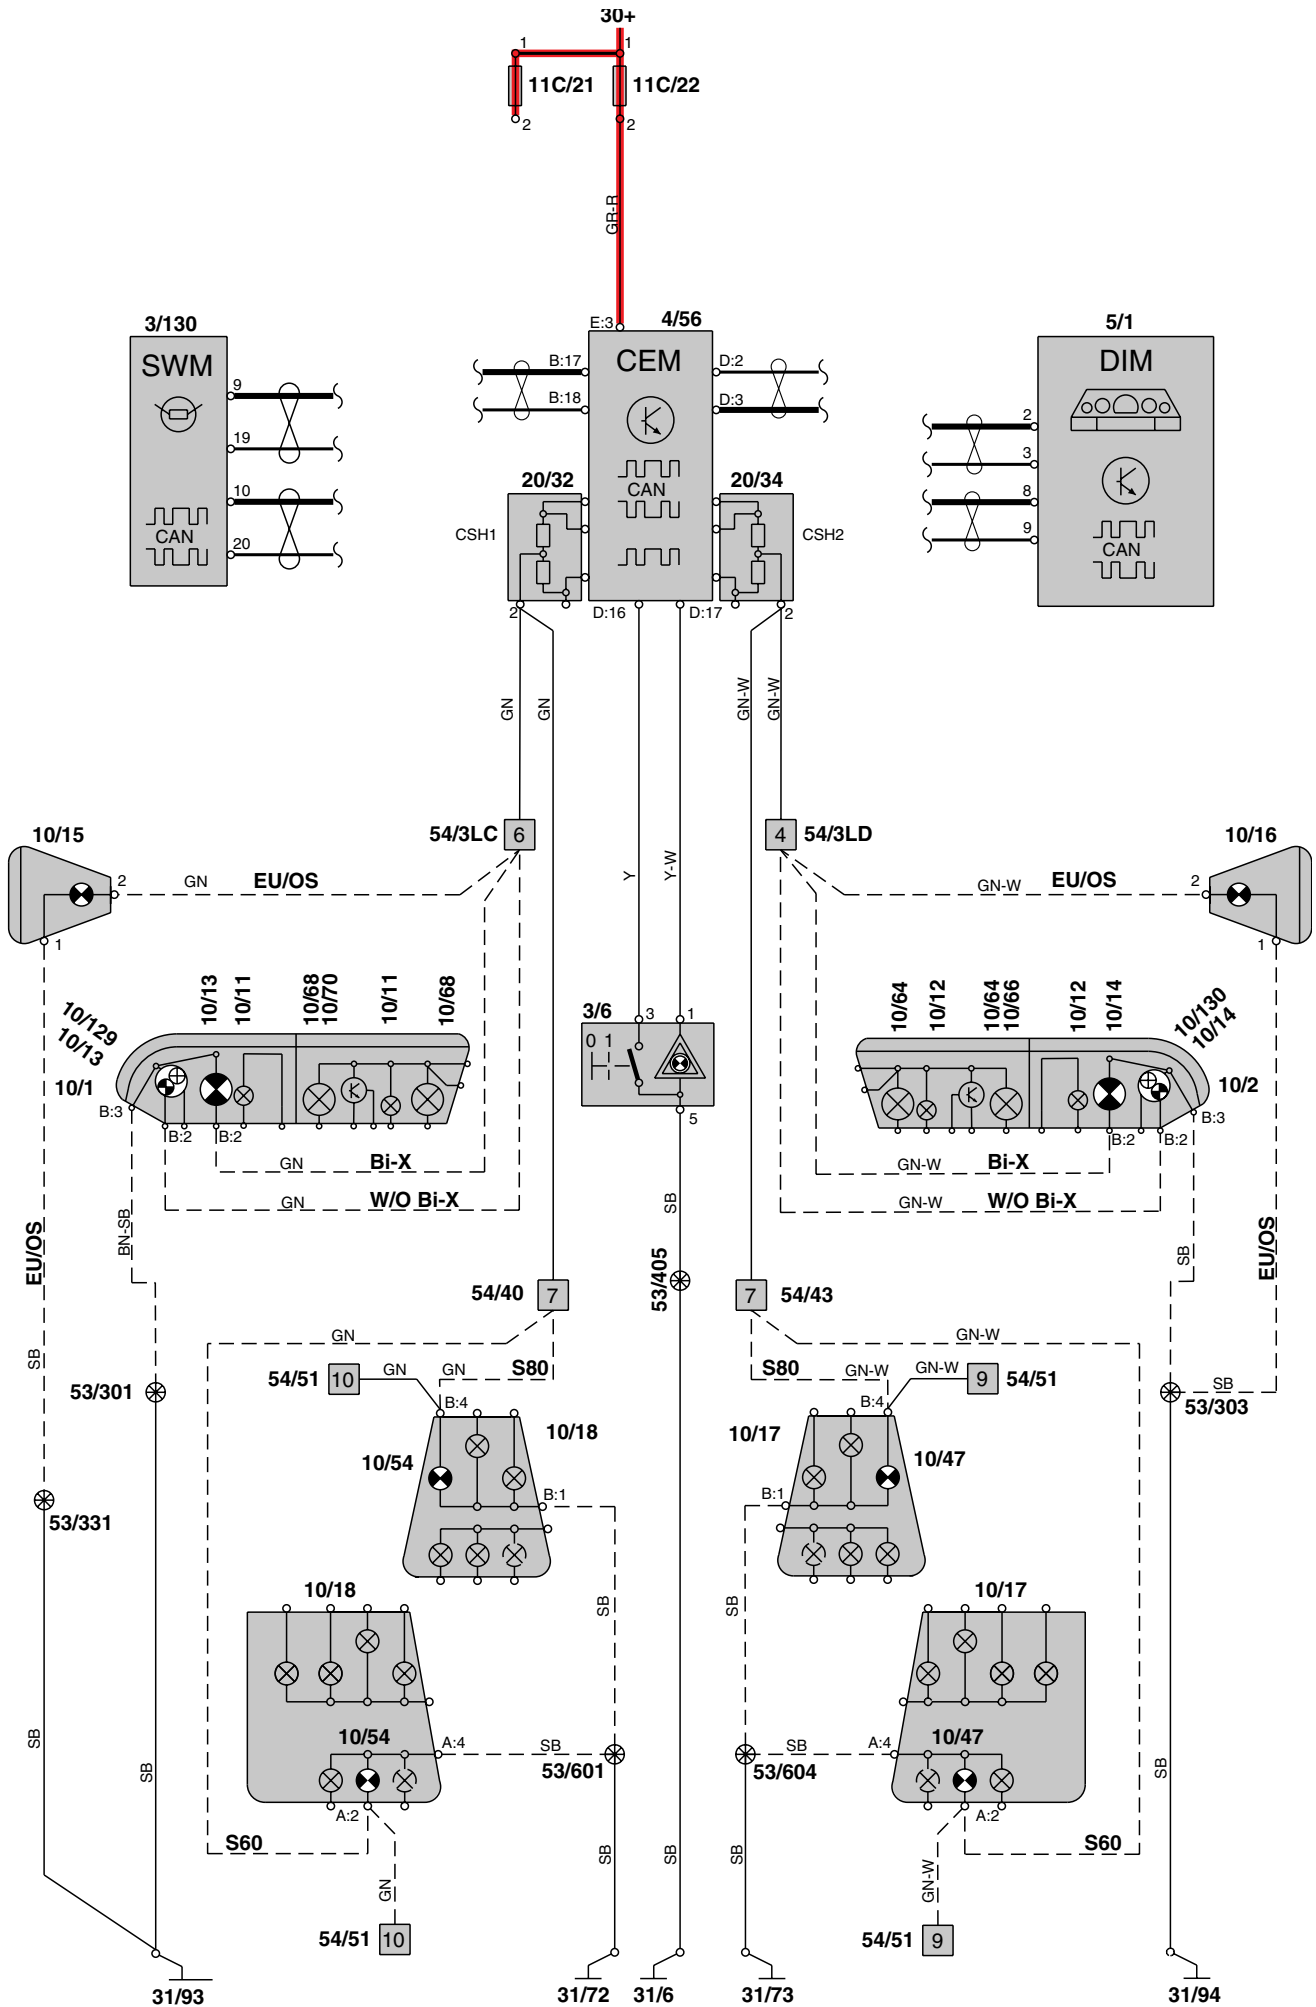 30+
1
1
11C/21
11C/22
2
2
GR-R
3/130
E:3
4/56
5/1
SWM
CEM
DIM
B:17
D:2
9
B:18
D:3
2
19
3
20/32
20/34
10
CAN
8
CSH1
CSH2
9
CAN
20
CAN
2
D:16
D:17
2
GN
GN
GN-W
GN-W
10/15
54/3LC
6
4
54/3LD
10/16
2
GN
EU/OS
Y
Y-W
GN-W
EU/OS
2
1
1
10/129
10/13
10/13
10/11
10/68
10/70
10/11
10/68
3/6
3
1
10/64
10/12
10/64
10/66
10/12
10/14
10/130
10/14
0
1
10/1
10/2
B:3
B:2
B:2
5
B:2
B:2
B:3
GN
Bi-X
GN-W
Bi-X
GN
W/O Bi-X
GN-W
W/O Bi-X
EU/OS
BN-SB
SB
SB
EU/OS
53/405
54/40
7
7
54/43
GN
GN-W
SB
54/51
10
GN
GN
S80
S80
GN-W
GN-W
9
54/51
53/301
SB
53/303
B:4
B:4
10/18
10/17
10/54
10/47
B:1
B:1
53/331
10/18
SB
SB
10/17
SB
SB
SB
10/54
A:4
SB
53/601
53/604
SB
A:4
10/47
A:2
A:2
S60
S60
SB
SB
SB
GN
GN-W
54/51
10
54/51
9
31/93
31/72
31/6
31/73
31/94